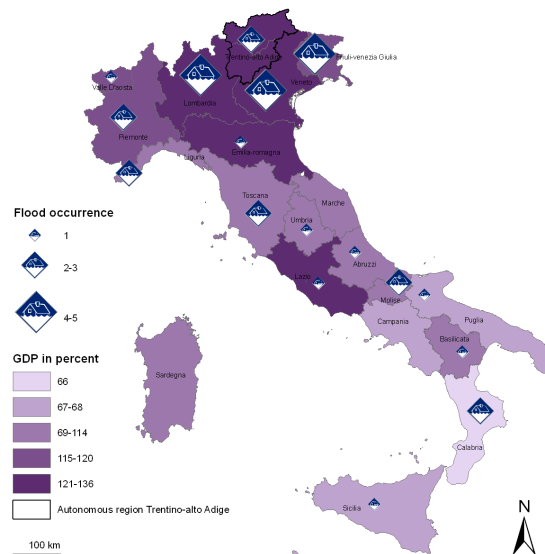 Trentino-alto Adige
Friuli-venezia Giulia
Valle D'aosta
Veneto
Lombardia
Piemonte
Emilia-romagna
Liguria
Toscana
Marche
Umbria
Abruzzi
Lazio
Molise
Campania
Puglia
Basilicata
Sardegna
Calabria
Sicilia
Flood occurrence
1
2-3
4-5
GDP in percent
66
67-68
69-114
115-120
121-136
Autonomous region Trentino-alto Adige
100 km
N